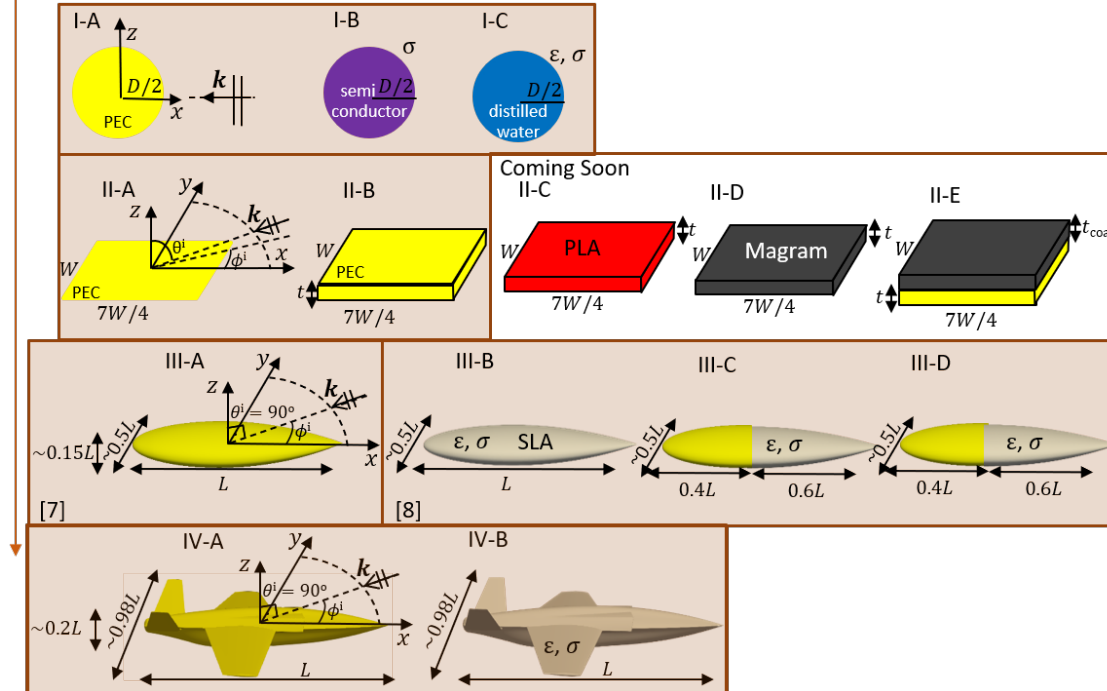 I-A
I-B
I-C
z
σ
ε, σ
D/2
k
x
PEC
semi D/2
conductor
D/2
distilled
water
Coming Soon
II-A
II-B
II-C
II-D
II-E
y
z
k
θⁱ
ϕⁱ
x
W
PEC
7W/4
W
PEC
t
7W/4
W
PLA
t
7W/4
W
Magram
t
7W/4
W
t
7W/4
III-A
III-B
III-C
III-D
y
z
k
θⁱ = 90°
ϕⁱ
x
~0.5L
~0.15L
L
[7]
~0.5L
ε, σ SLA
L
[8]
~0.5L
ε, σ
0.4L
0.6L
~0.5L
ε, σ
0.4L
0.6L
IV-A
IV-B
y
z
k
θⁱ = 90°
ϕⁱ
x
~0.98L
~0.2L
L
~0.98L
ε, σ
L